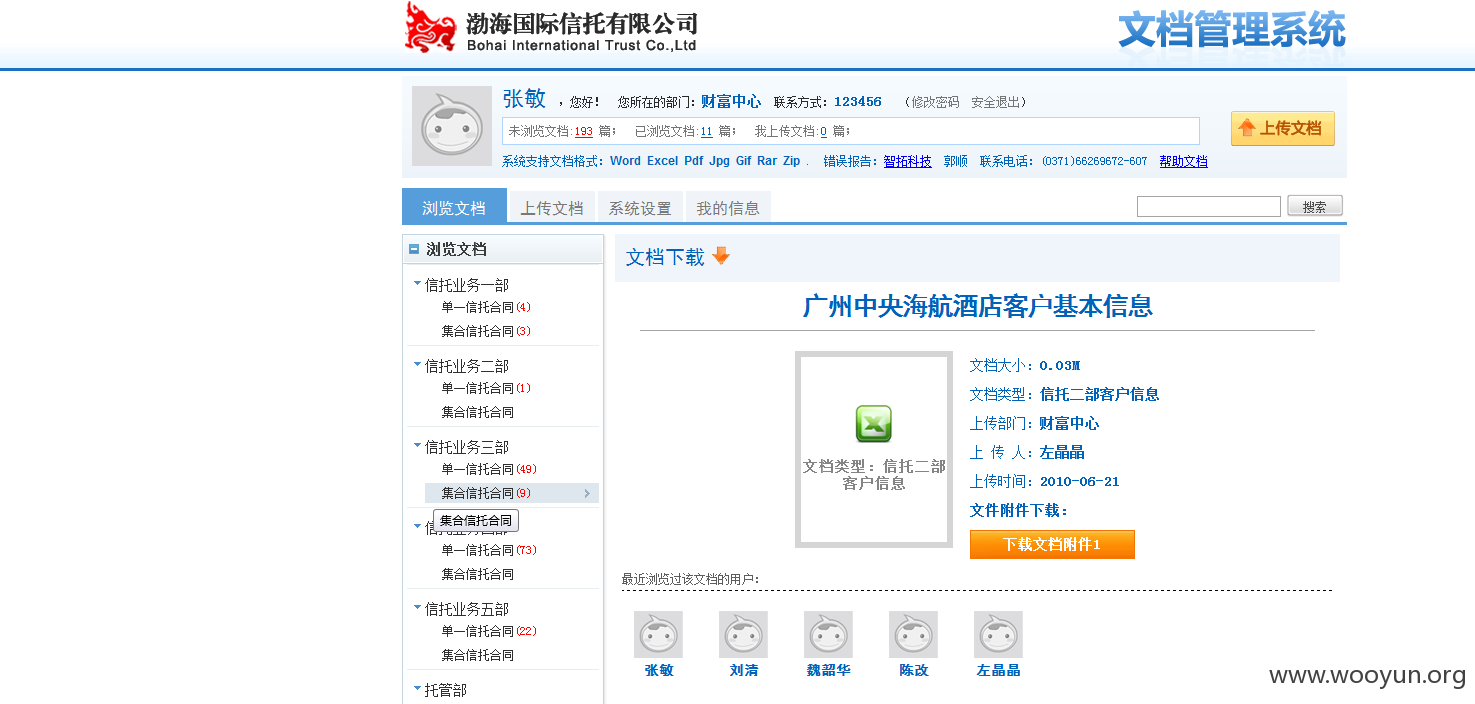 渤海国际信托有限公司
Bohai International Trust Co.,Ltd
文档管理系统
张敏 ，您好！ 您所在的部门：财富中心 联系方式：123456 （修改密码 安全退出）
未浏览文档:193 篇； 已浏览文档:11 篇； 我上传文档:0 篇；
上传文档
系统支持文档格式：Word Excel Pdf Jpg Gif Rar Zip . 错误报告：智拓科技 郭顺 联系电话：(0371)66269672-607 帮助文档
浏览文档 上传文档 系统设置 我的信息 搜索
浏览文档
信托业务一部
单一信托合同(4)
集合信托合同(3)
信托业务二部
单一信托合同(1)
集合信托合同
信托业务三部
单一信托合同(49)
集合信托合同(9)
集合信托合同
信托业务四部
单一信托合同(73)
集合信托合同
信托业务五部
单一信托合同(22)
集合信托合同
托管部
文档下载
广州中央海航酒店客户基本信息
文档类型：信托二部
客户信息
文档大小：0.03M
文档类型：信托二部客户信息
上传部门：财富中心
上 传 人：左晶晶
上传时间：2010-06-21
文件附件下载：
下载文档附件1
最近浏览过该文档的用户：
张敏 刘清 魏韶华 陈改 左晶晶
www.wooyun.org